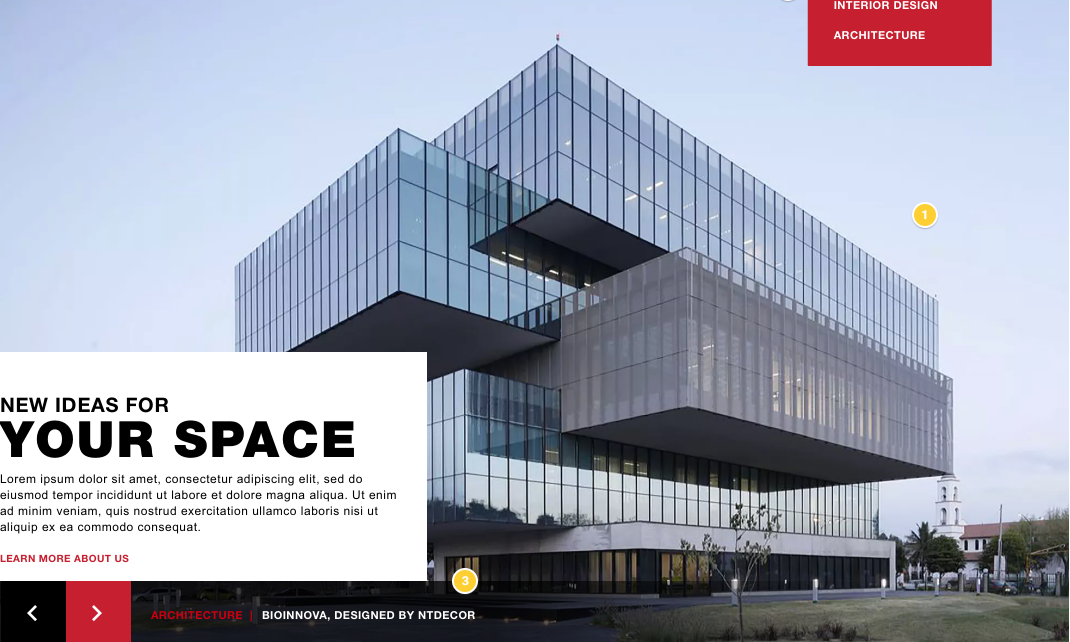 INTERIOR DESIGN
ARCHITECTURE
1
NEW IDEAS FOR
YOUR SPACE
Lorem ipsum dolor sit amet, consectetur adipiscing elit, sed do
eiusmod tempor incididunt ut labore et dolore magna aliqua. Ut enim
ad minim veniam, quis nostrud exercitation ullamco laboris nisi ut
aliquip ex ea commodo consequat.
LEARN MORE ABOUT US
3
ARCHITECTURE | BIOINNOVA, DESIGNED BY NTDECOR